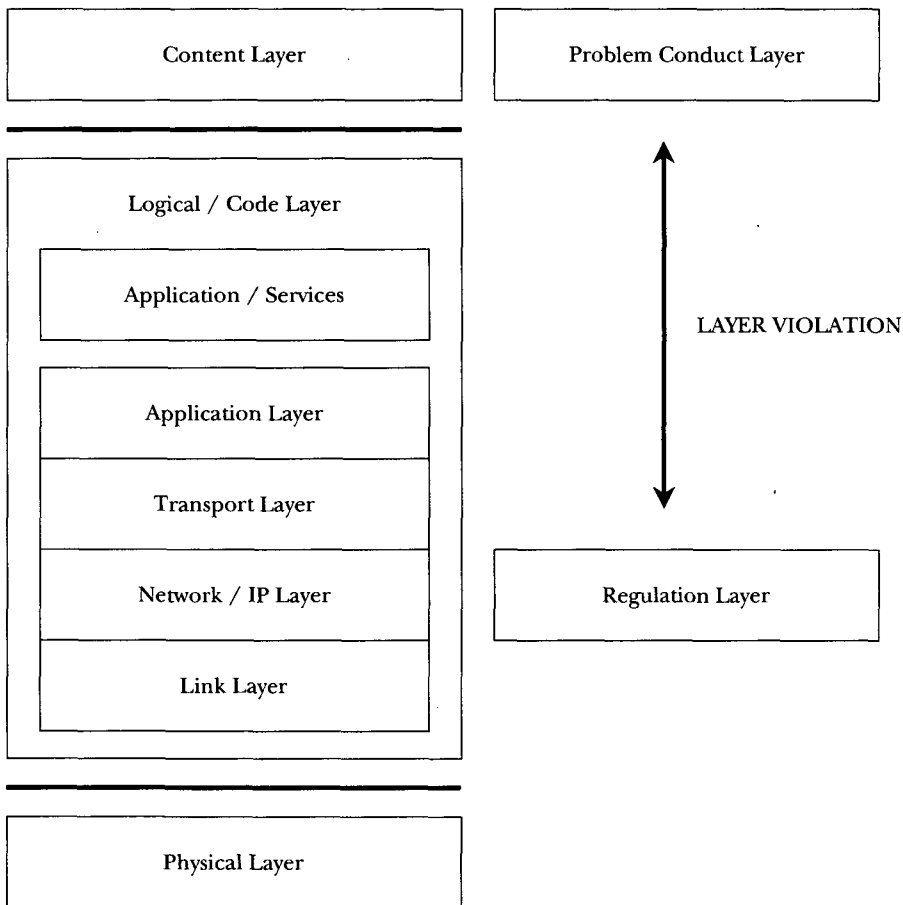 Content Layer
Problem Conduct Layer
Logical / Code Layer
Application / Services
LAYER VIOLATION
Application Layer
Transport Layer
Network / IP Layer
Regulation Layer
Link Layer
Physical Layer